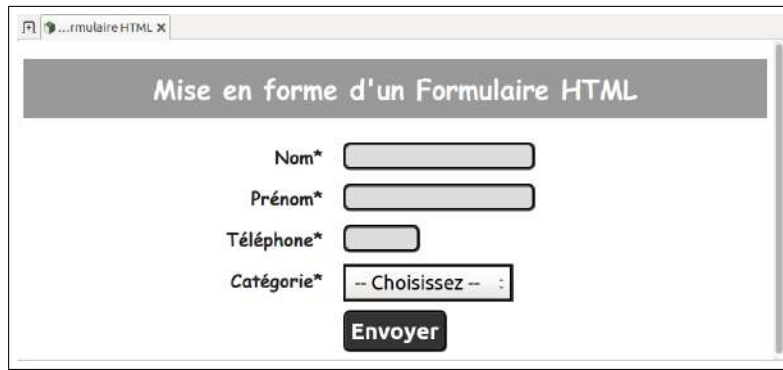 ...rmulaire HTML
Mise en forme d'un Formulaire HTML
Nom*
Prénom*
Téléphone*
Catégorie* -- Choisissez --
Envoyer